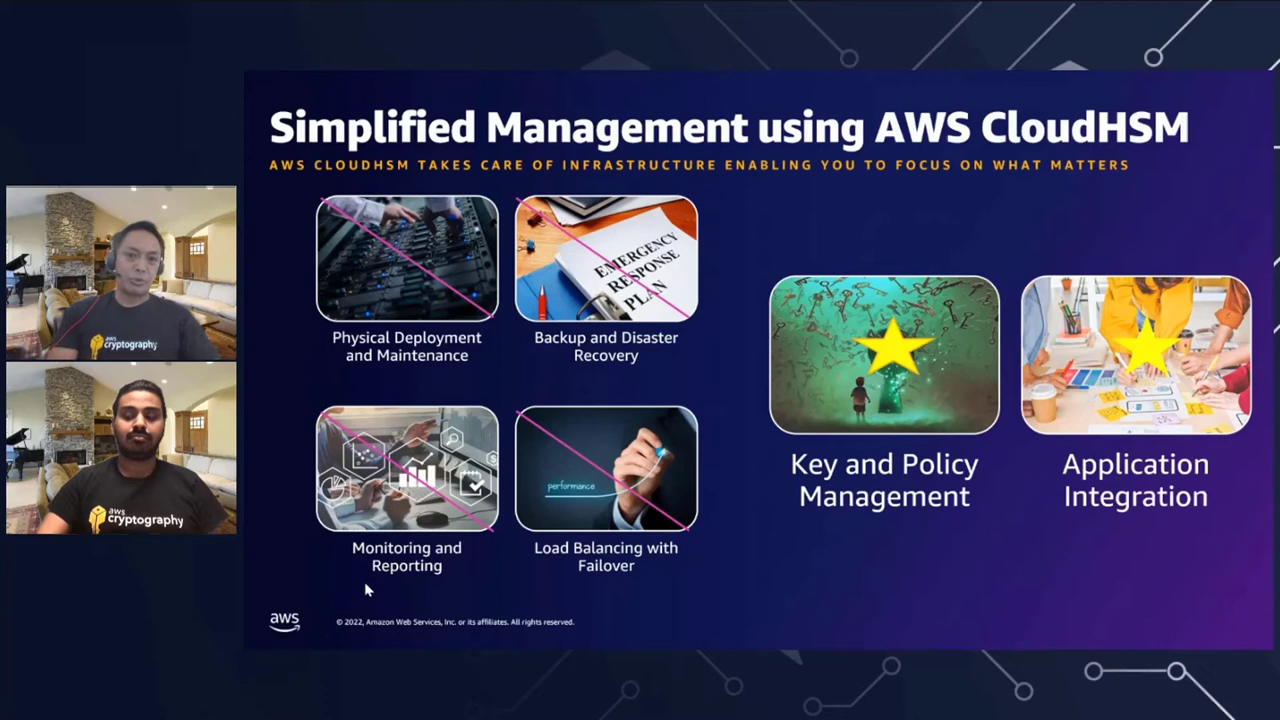 Simplified Management using AWS CloudHSM
AWS CLOUDHSM TAKES CARE OF INFRASTRUCTURE ENABLING YOU TO FOCUS ON WHAT MATTERS
EMERGENCY
RESPONSE
PLAN
Physical Deployment
and Maintenance
Backup and Disaster
Recovery
performance
Monitoring and
Reporting
Load Balancing with
Failover
Key and Policy
Management
Application
Integration
aws
© 2022, Amazon Web Services, Inc. or its affiliates. All rights reserved.
aws
cryptography
aws
cryptography